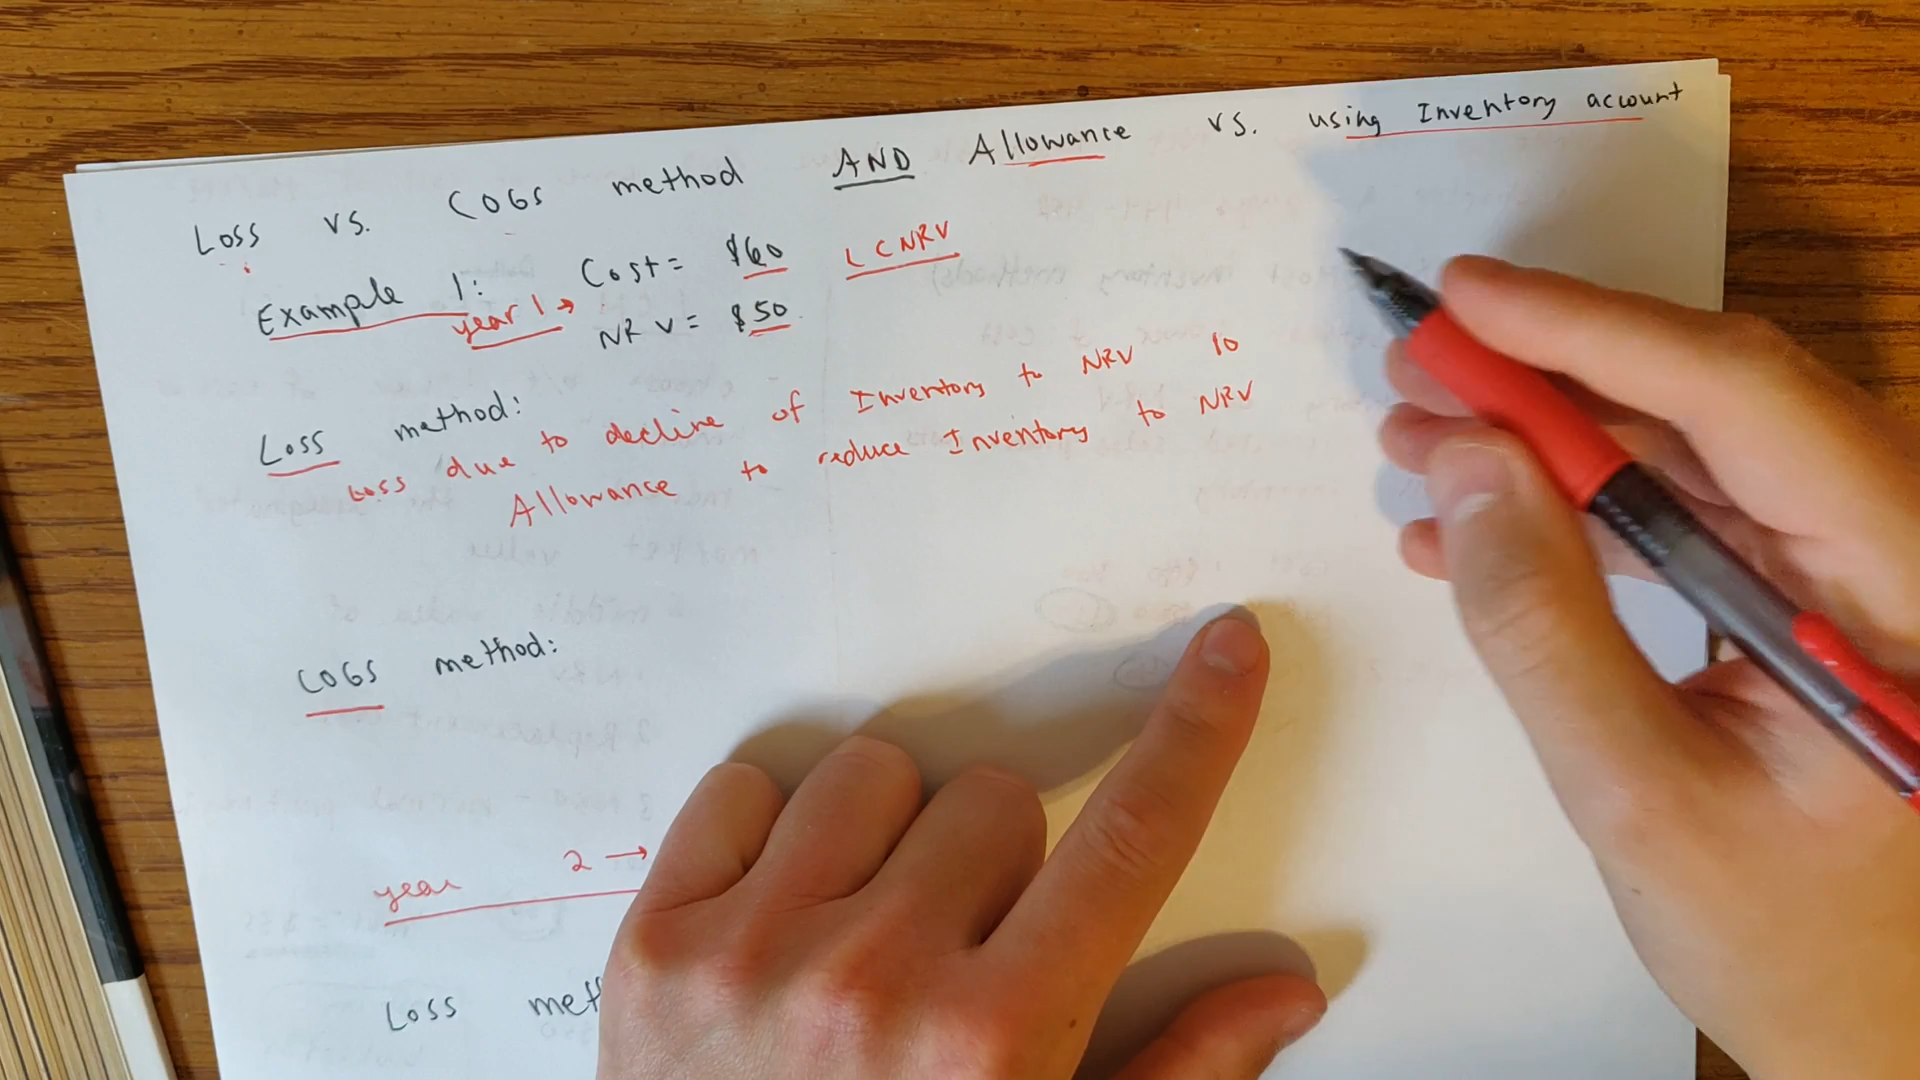 Loss vs. COGS method AND Allowance vs. using Inventory account
Example 1: Cost = $60 LCNRV
year 1 → NRV = $50
Loss method:
Loss due to decline of Inventory to NRV 10
Allowance to reduce Inventory to NRV
COGS method:
year 2 →
Loss met